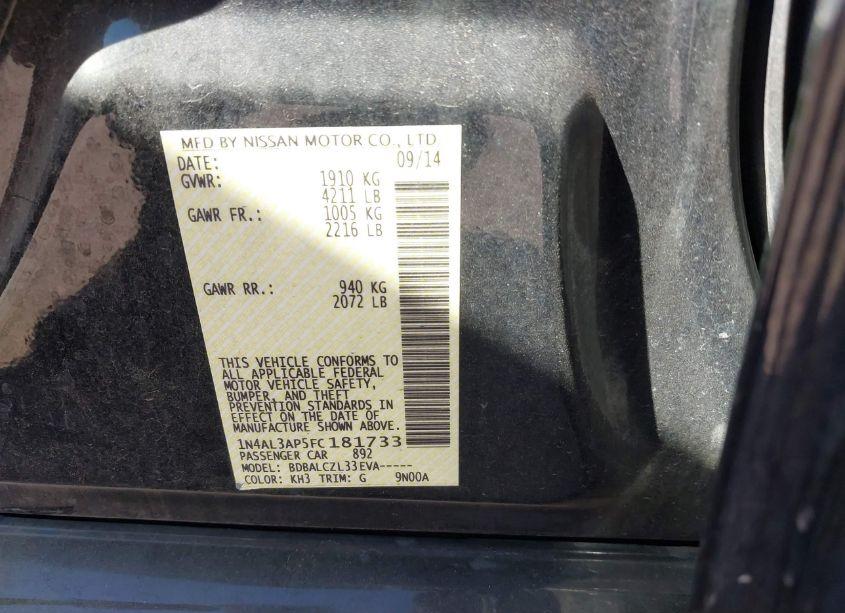 MFD BY NISSAN MOTOR CO., LTD
DATE: 09/14
GVWR: 1910 KG
4211 LB
GAWR FR.: 1005 KG
2216 LB
GAWR RR.: 940 KG
2072 LB
THIS VEHICLE CONFORMS TO
ALL APPLICABLE FEDERAL
MOTOR VEHICLE SAFETY,
BUMPER, AND THEFT
PREVENTION STANDARDS IN
EFFECT ON THE DATE OF
MANUFACTURE SHOWN ABOVE.
1N4AL3AP5FC181733
PASSENGER CAR 892
MODEL: BDBALCZL33EVA-----
COLOR: KH3 TRIM: G 9N00A